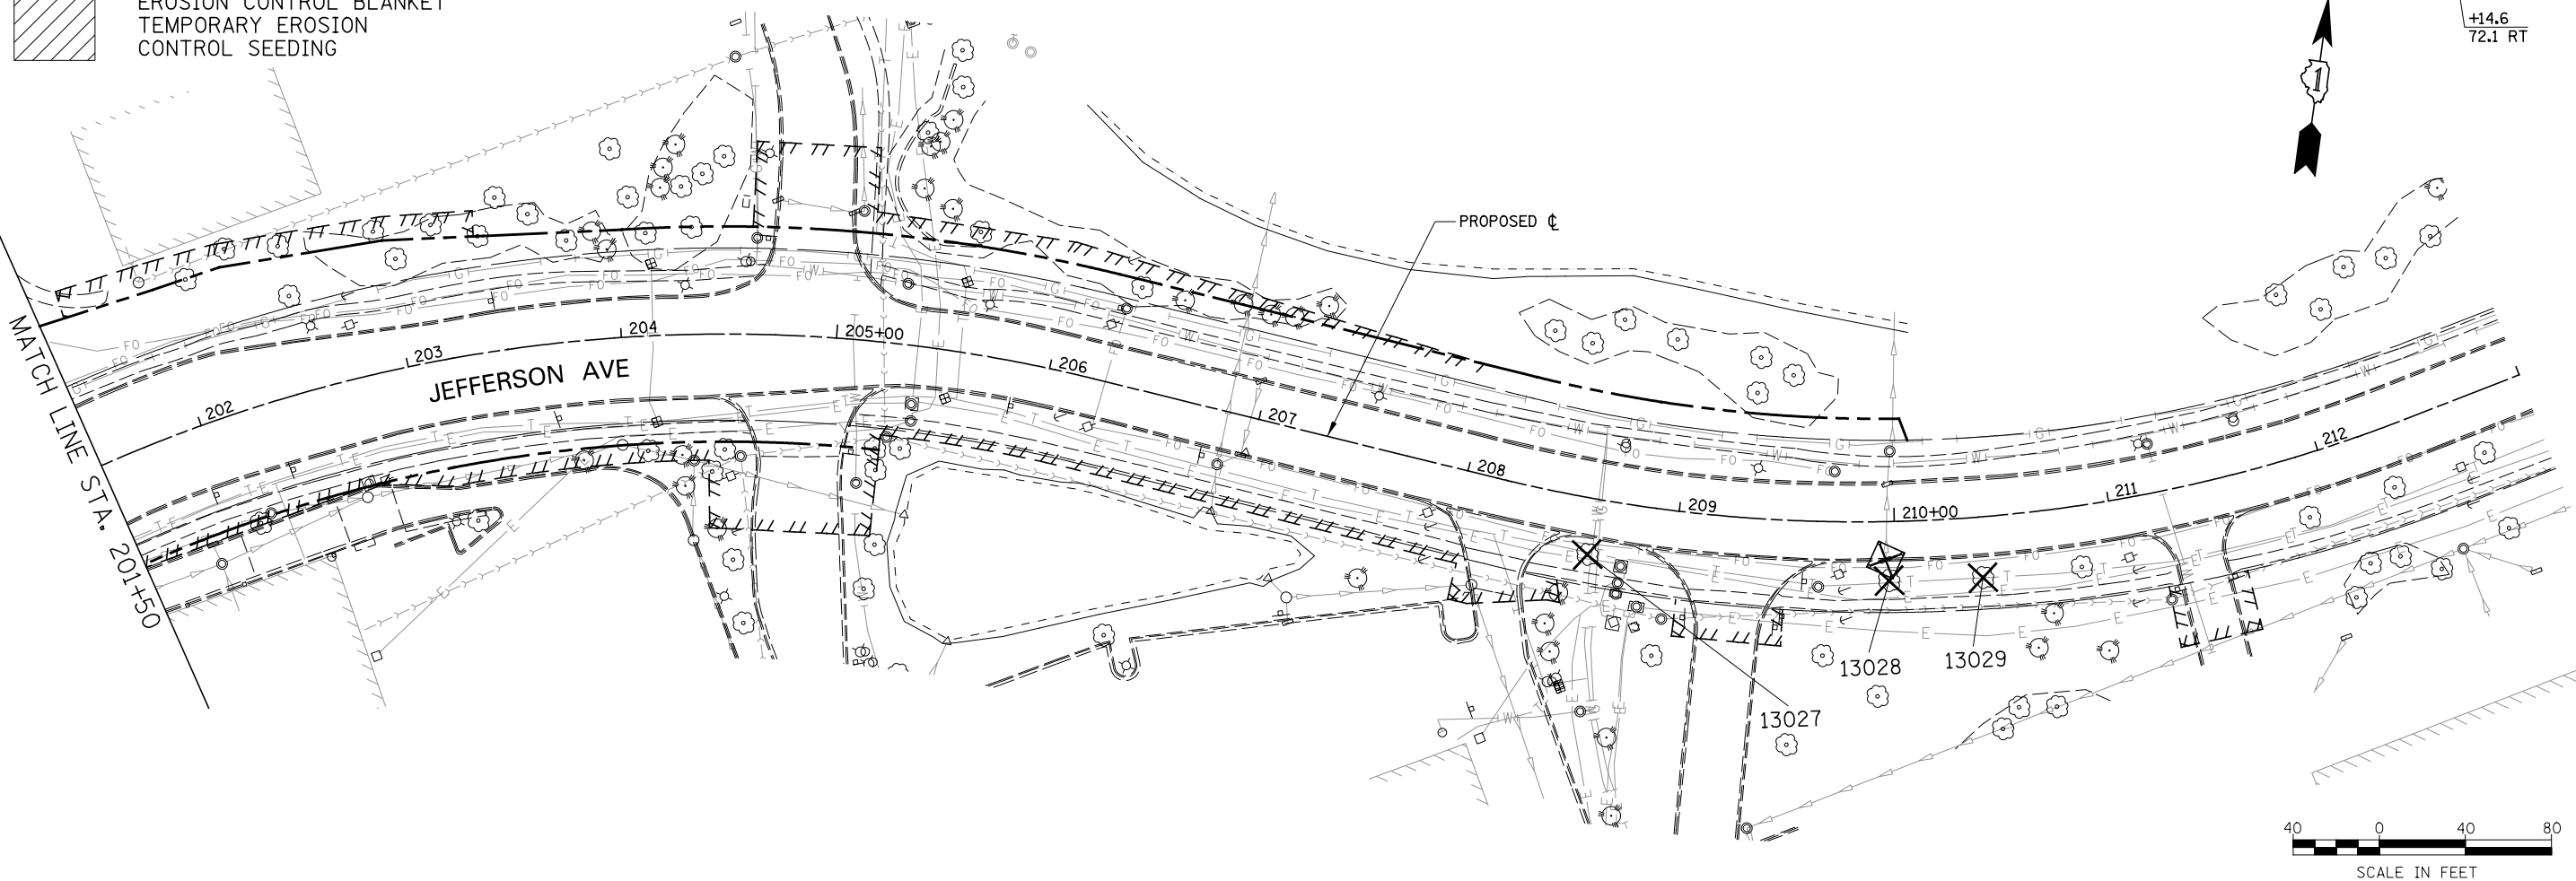 EROSION CONTROL BLANKET
TEMPORARY EROSION
CONTROL SEEDING
+14.6
72.1 RT
1
PROPOSED ℄
MATCH LINE STA. 201+50
JEFFERSON AVE
202
203
204
205+00
206
207
208
209
210+00
211
212
13027
13028
13029
40 0 40 80
SCALE IN FEET